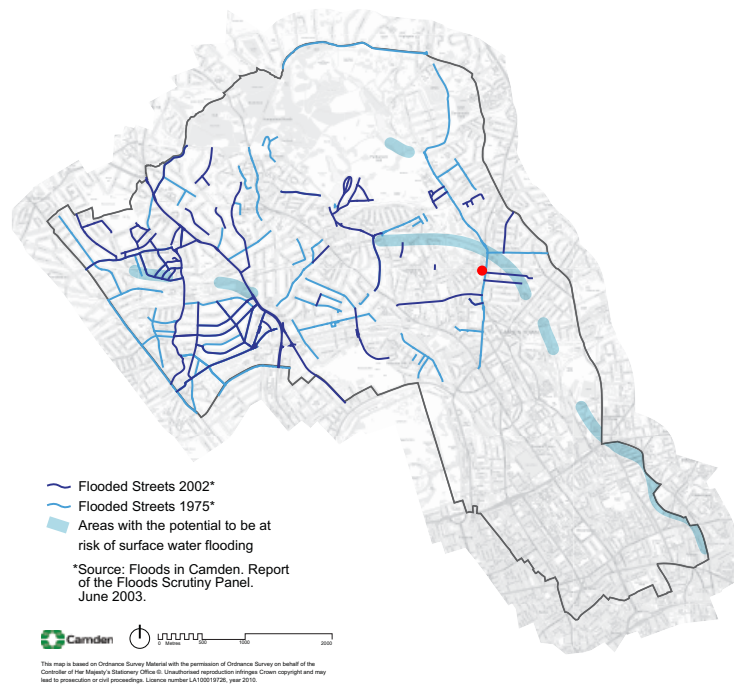 Flooded Streets 2002*
Flooded Streets 1975*
Areas with the potential to be at
risk of surface water flooding
*Source: Floods in Camden. Report
of the Floods Scrutiny Panel.
June 2003.
Camden
0 Metres 500 1000 2000
This map is based on Ordnance Survey Material with the permission of Ordnance Survey on behalf of the
Controller of Her Majesty's Stationery Office ©. Unauthorised reproduction infringes Crown copyright and may
lead to prosecution or civil proceedings. Licence number LA100019726, year 2010.